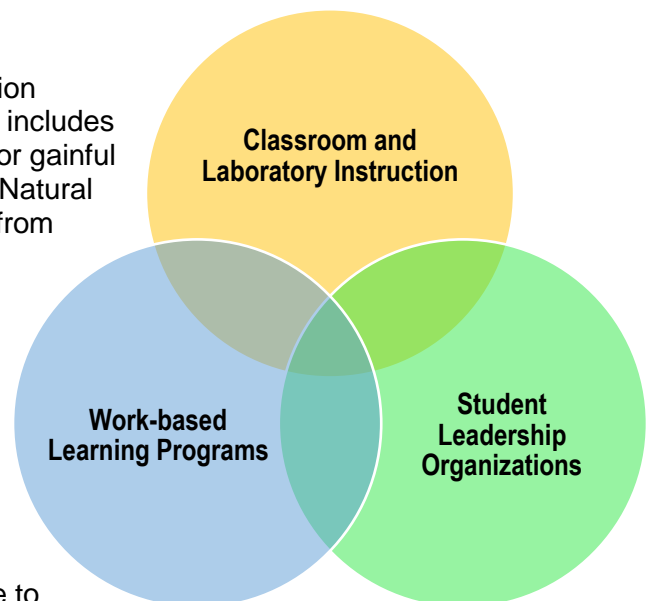 ion
includes
or gainful
Natural
from
Classroom and
Laboratory Instruction
Work-based
Learning Programs
Student
Leadership
Organizations
e to